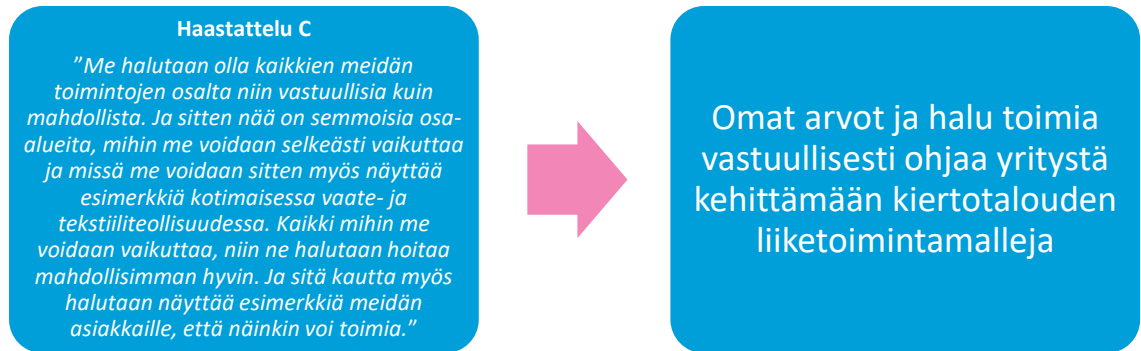 Haastattelu C
”Me halutaan olla kaikkien meidän
toimintojen osalta niin vastuullisia kuin
mahdollista. Ja sitten nää on semmoisia osa-
alueita, mihin me voidaan selkeästi vaikuttaa
ja missä me voidaan sitten myös näyttää
esimerkkiä kotimaisessa vaate- ja
tekstiiliteollisuudessa. Kaikki mihin me
voidaan vaikuttaa, niin ne halutaan hoitaa
mahdollisimman hyvin. Ja sitä kautta myös
halutaan näyttää esimerkkiä meidän
asiakkaille, että näinkin voi toimia.”
Omat arvot ja halu toimia
vastuullisesti ohjaa yritystä
kehittämään kiertotalouden
liiketoimintamalleja